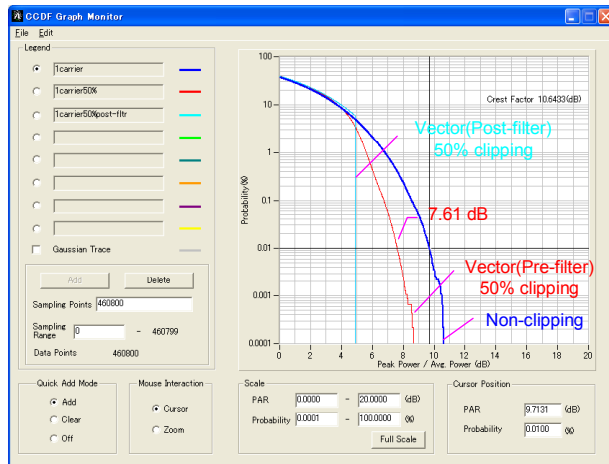 CCDF Graph Monitor
File Edit
Legend
1carrier
1carrier50%
1carrier50%post-fltr
Gaussian Trace
Add Delete
Sampling Points 460800
Sampling Range 0 - 460799
Data Points 460800
Quick Add Mode
Add
Clear
Off
Mouse Interaction
Cursor
Zoom
100
10
1
0.1
0.01
0.001
0.0001
Probability(%)
0 2 4 6 8 10 12 14 16 18 20
Peak Power / Avg. Power (dB)
Crest Factor 10.6433(dB)
Vector(Post-filter)
50% clipping
7.61 dB
Vector(Pre-filter)
50% clipping
Non-clipping
Scale
PAR 0.0000 - 20.0000 (dB)
Probability 0.0001 - 100.0000 (%)
Full Scale
Cursor Position
PAR 9.7131 (dB)
Probability 0.0100 (%)